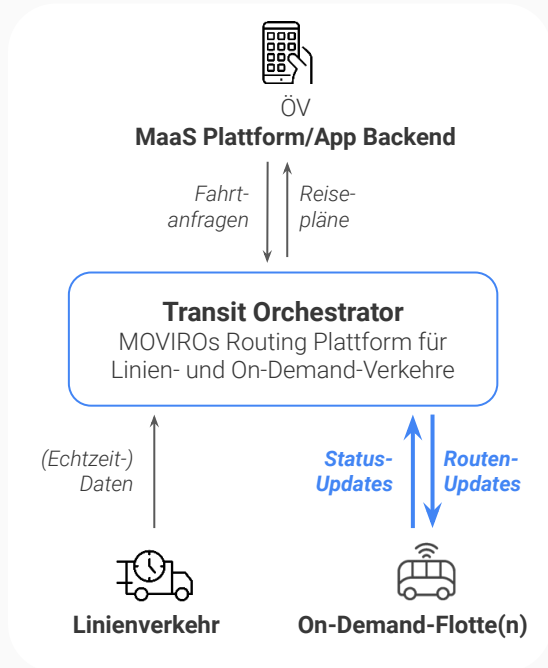 ÖV
MaaS Plattform/App Backend
Fahrt-
anfragen
Reise-
pläne
Transit Orchestrator
MOVIROs Routing Plattform für
Linien- und On-Demand-Verkehre
(Echtzeit-)
Daten
Status-
Updates
Routen-
Updates
Linienverkehr
On-Demand-Flotte(n)